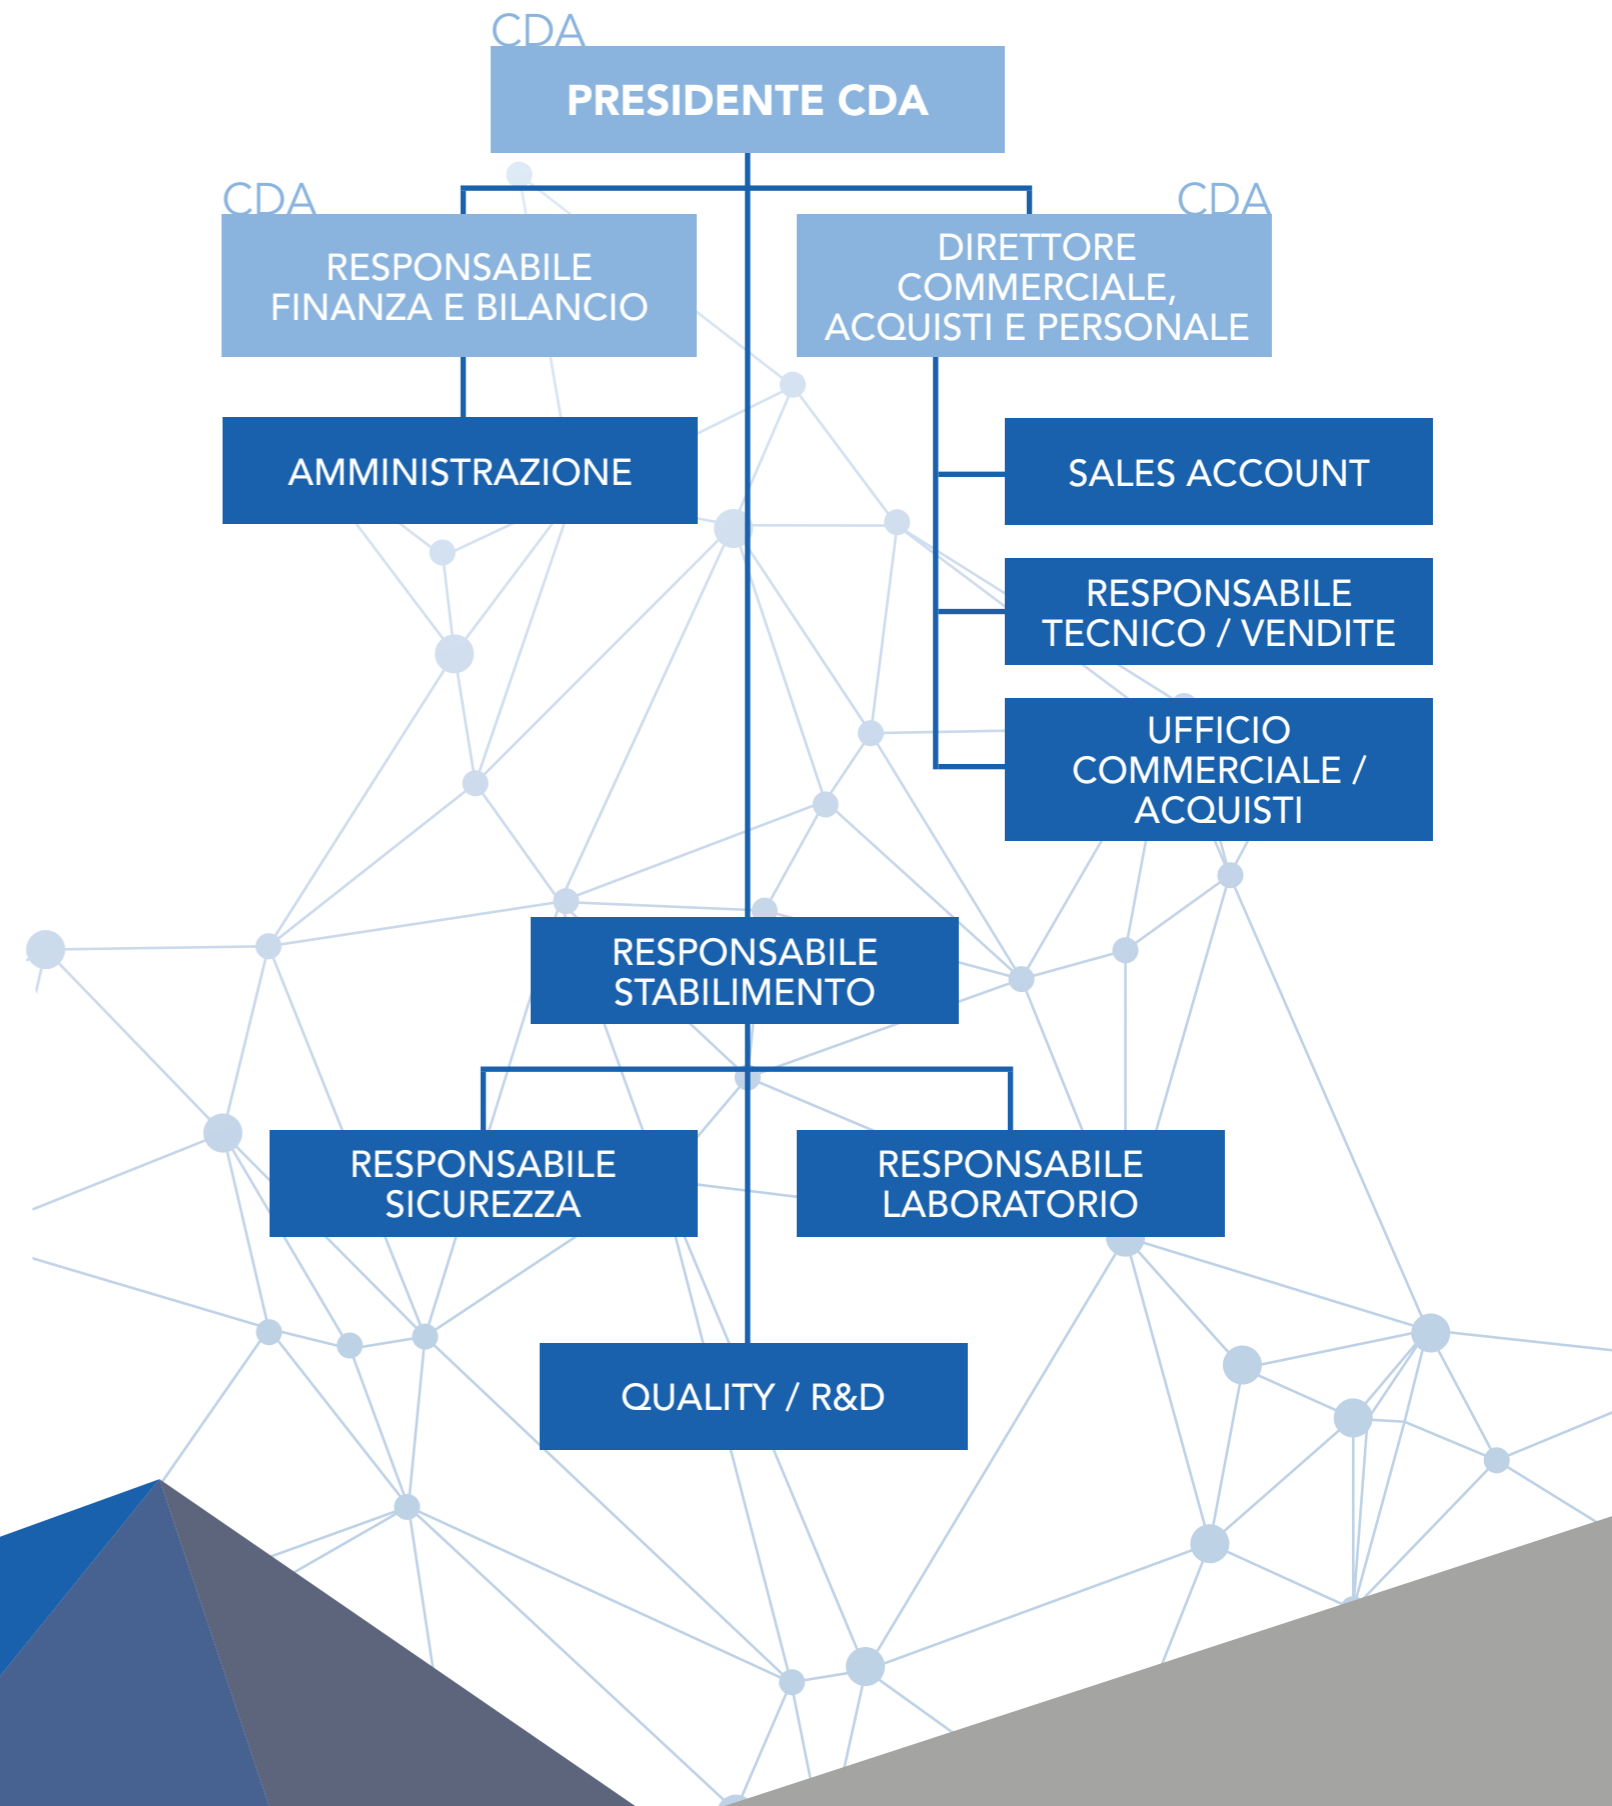 CDA
PRESIDENTE CDA
CDA
RESPONSABILE
FINANZA E BILANCIO
CDA
DIRETTORE
COMMERCIALE,
ACQUISTI E PERSONALE
AMMINISTRAZIONE
SALES ACCOUNT
RESPONSABILE
TECNICO / VENDITE
UFFICIO
COMMERCIALE /
ACQUISTI
RESPONSABILE
STABILIMENTO
RESPONSABILE
SICUREZZA
RESPONSABILE
LABORATORIO
QUALITY / R&D